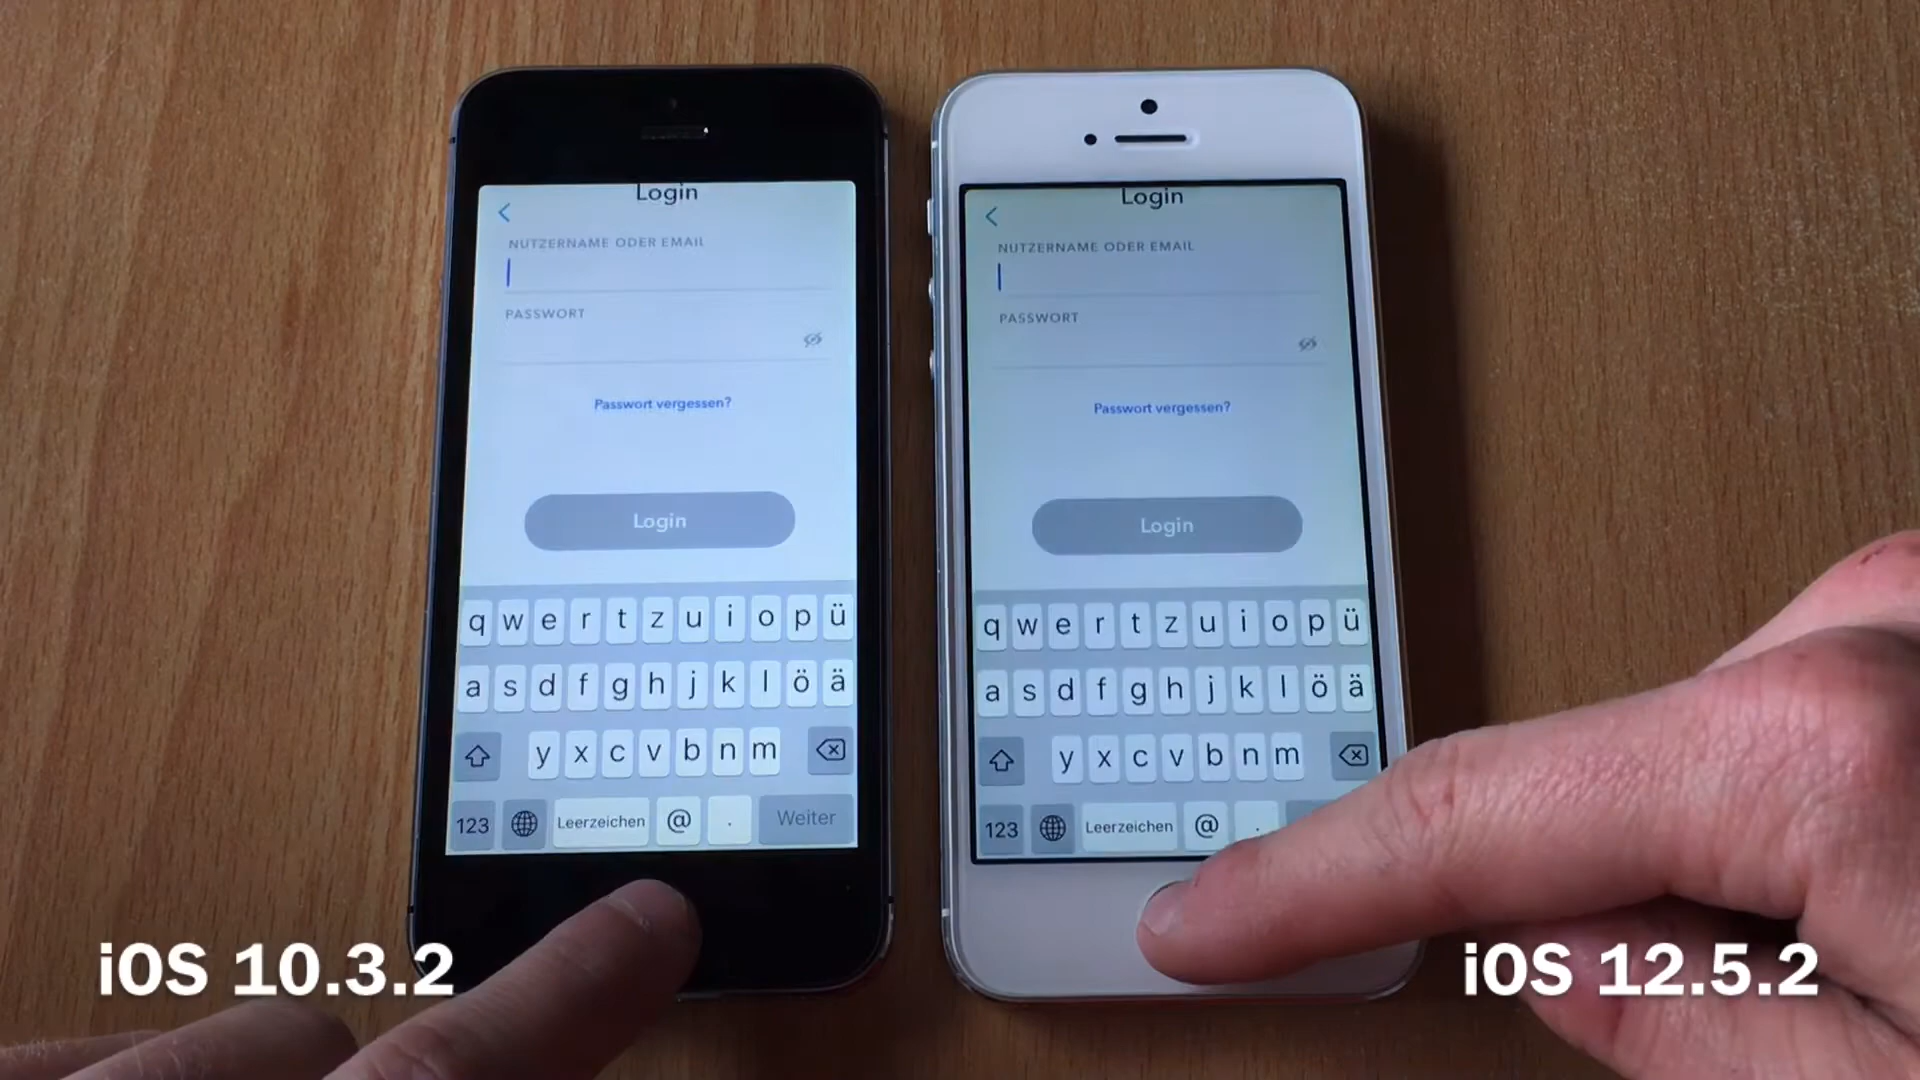 Login
NUTZERNAME ODER EMAIL
PASSWORT
Passwort vergessen?
Login
q w e r t z u i o p ü
a s d f g h j k l ö ä
y x c v b n m
123 Leerzeichen @ . Weiter
iOS 10.3.2
Login
NUTZERNAME ODER EMAIL
PASSWORT
Passwort vergessen?
Login
q w e r t z u i o p ü
a s d f g h j k l ö ä
y x c v b n m
123 Leerzeichen @ .
iOS 12.5.2